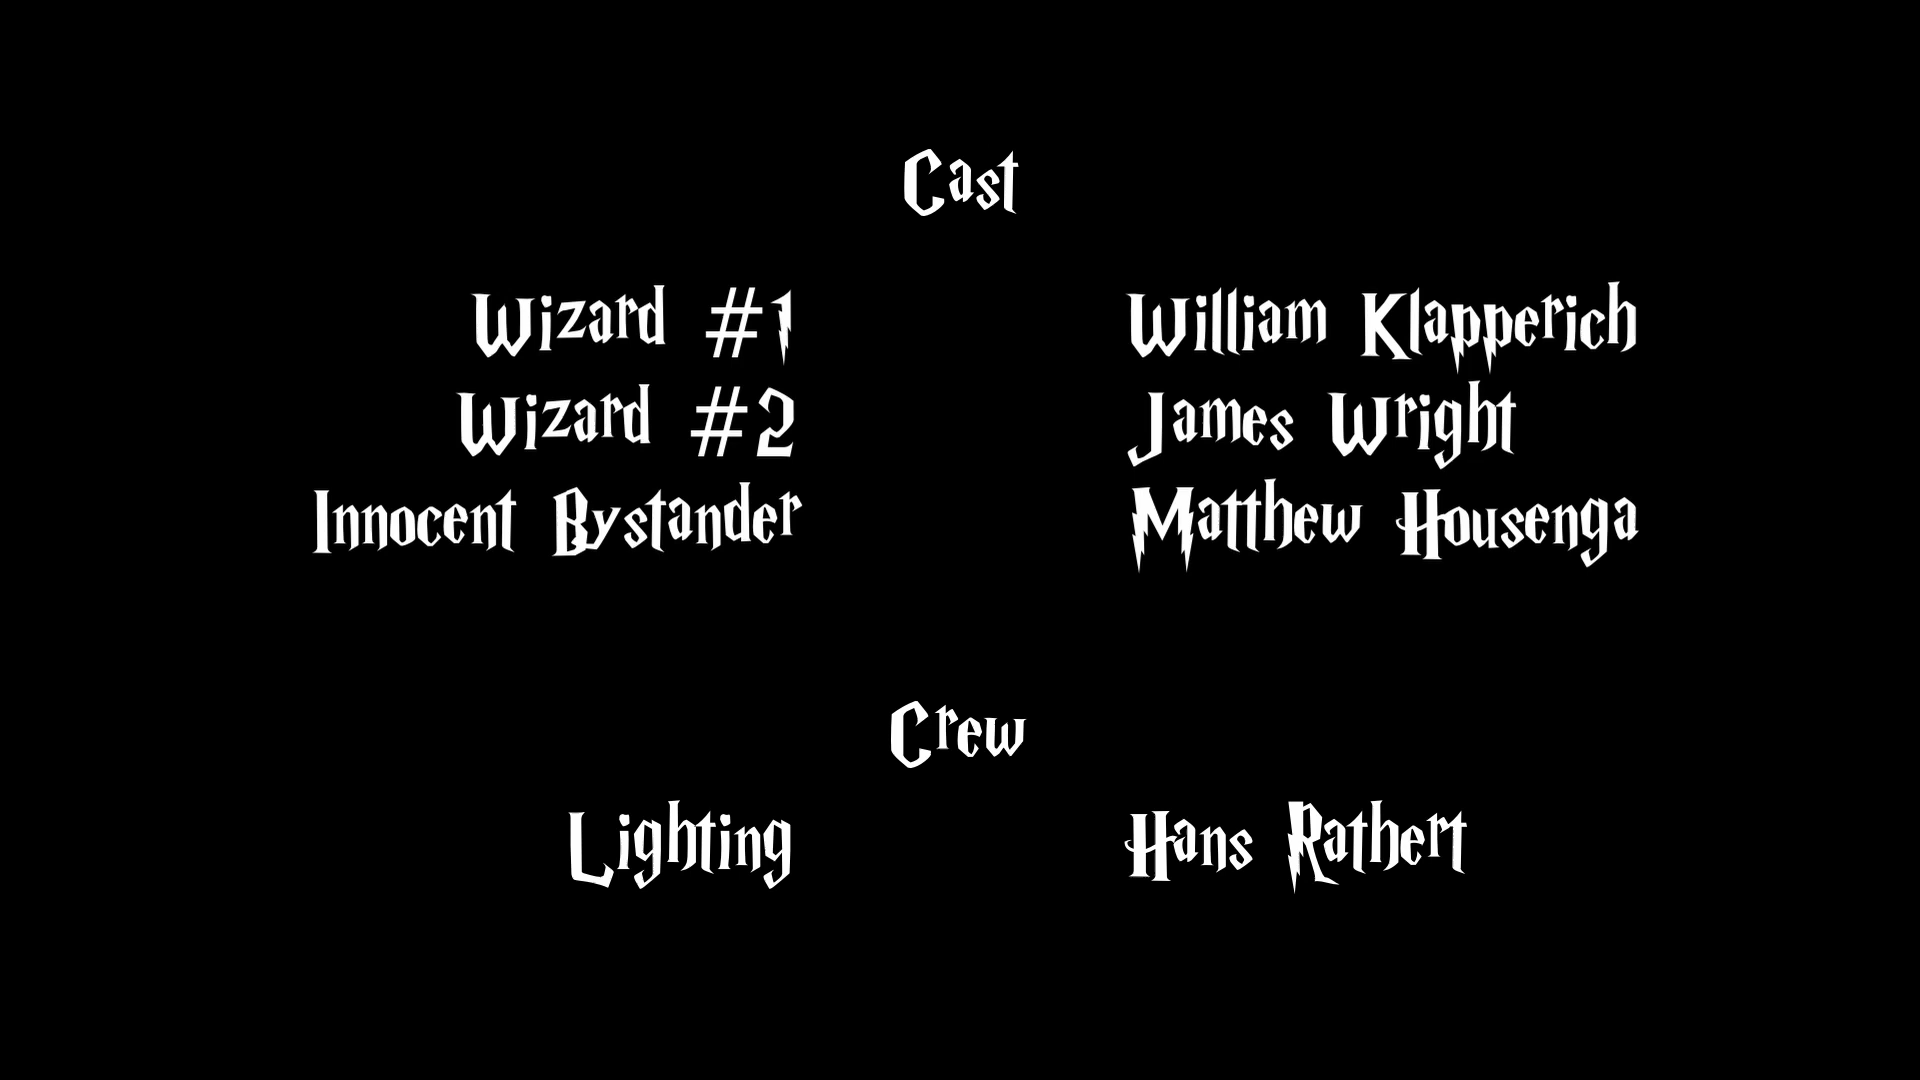 Cast
Wizard #1 William Klapperich
Wizard #2 James Wright
Innocent Bystander Matthew Housenga
Crew
Lighting Hans Rathert